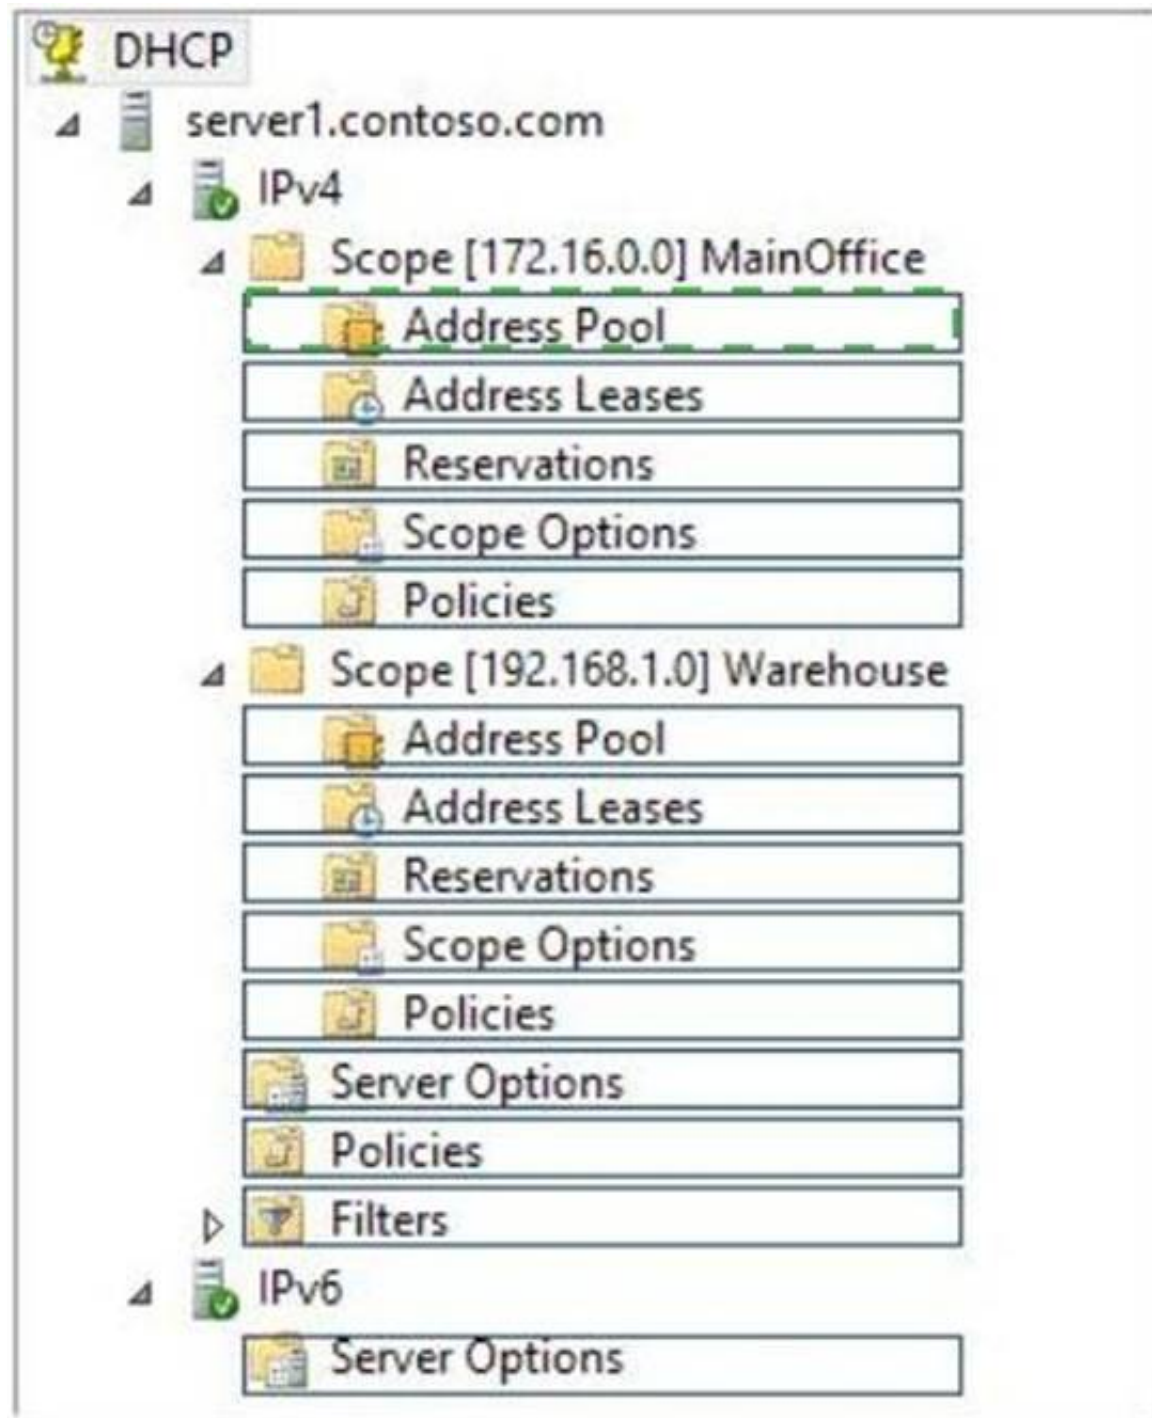 DHCP
server1.contoso.com
IPv4
Scope [172.16.0.0] MainOffice
Address Pool
Address Leases
Reservations
Scope Options
Policies
Scope [192.168.1.0] Warehouse
Address Pool
Address Leases
Reservations
Scope Options
Policies
Server Options
Policies
Filters
IPv6
Server Options